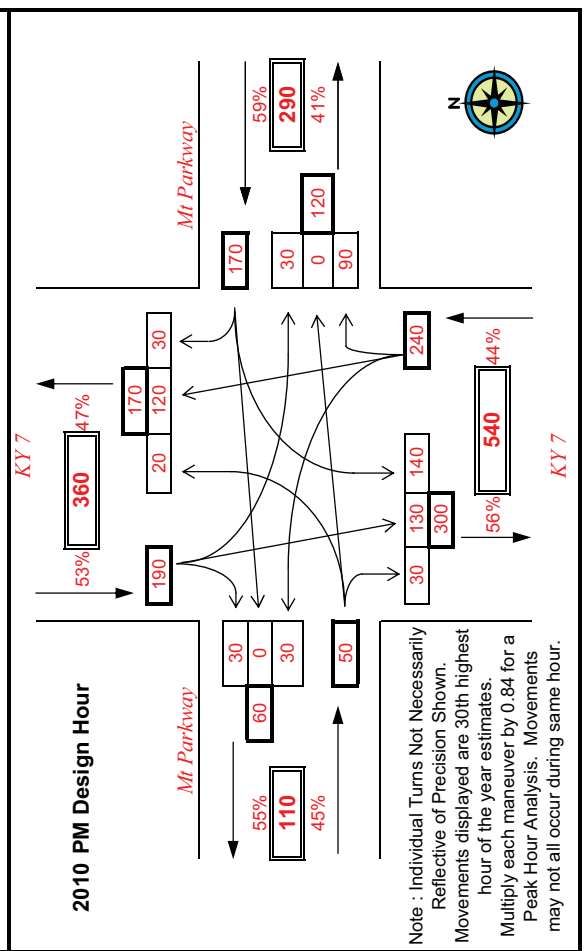 2010 PM Design Hour
KY 7
53%
360
47%
190
170
20
120
30
Mt Parkway
55%
110
45%
60
30
0
30
50
Mt Parkway
59%
290
41%
170
30
0
90
120
30
130
140
300
56%
540
44%
240
KY 7
N
Note : Individual Turns Not Necessarily
Reflective of Precision Shown.
Movements displayed are 30th highest
hour of the year estimates.
Multiply each maneuver by 0.84 for a
Peak Hour Analysis. Movements
may not all occur during same hour.